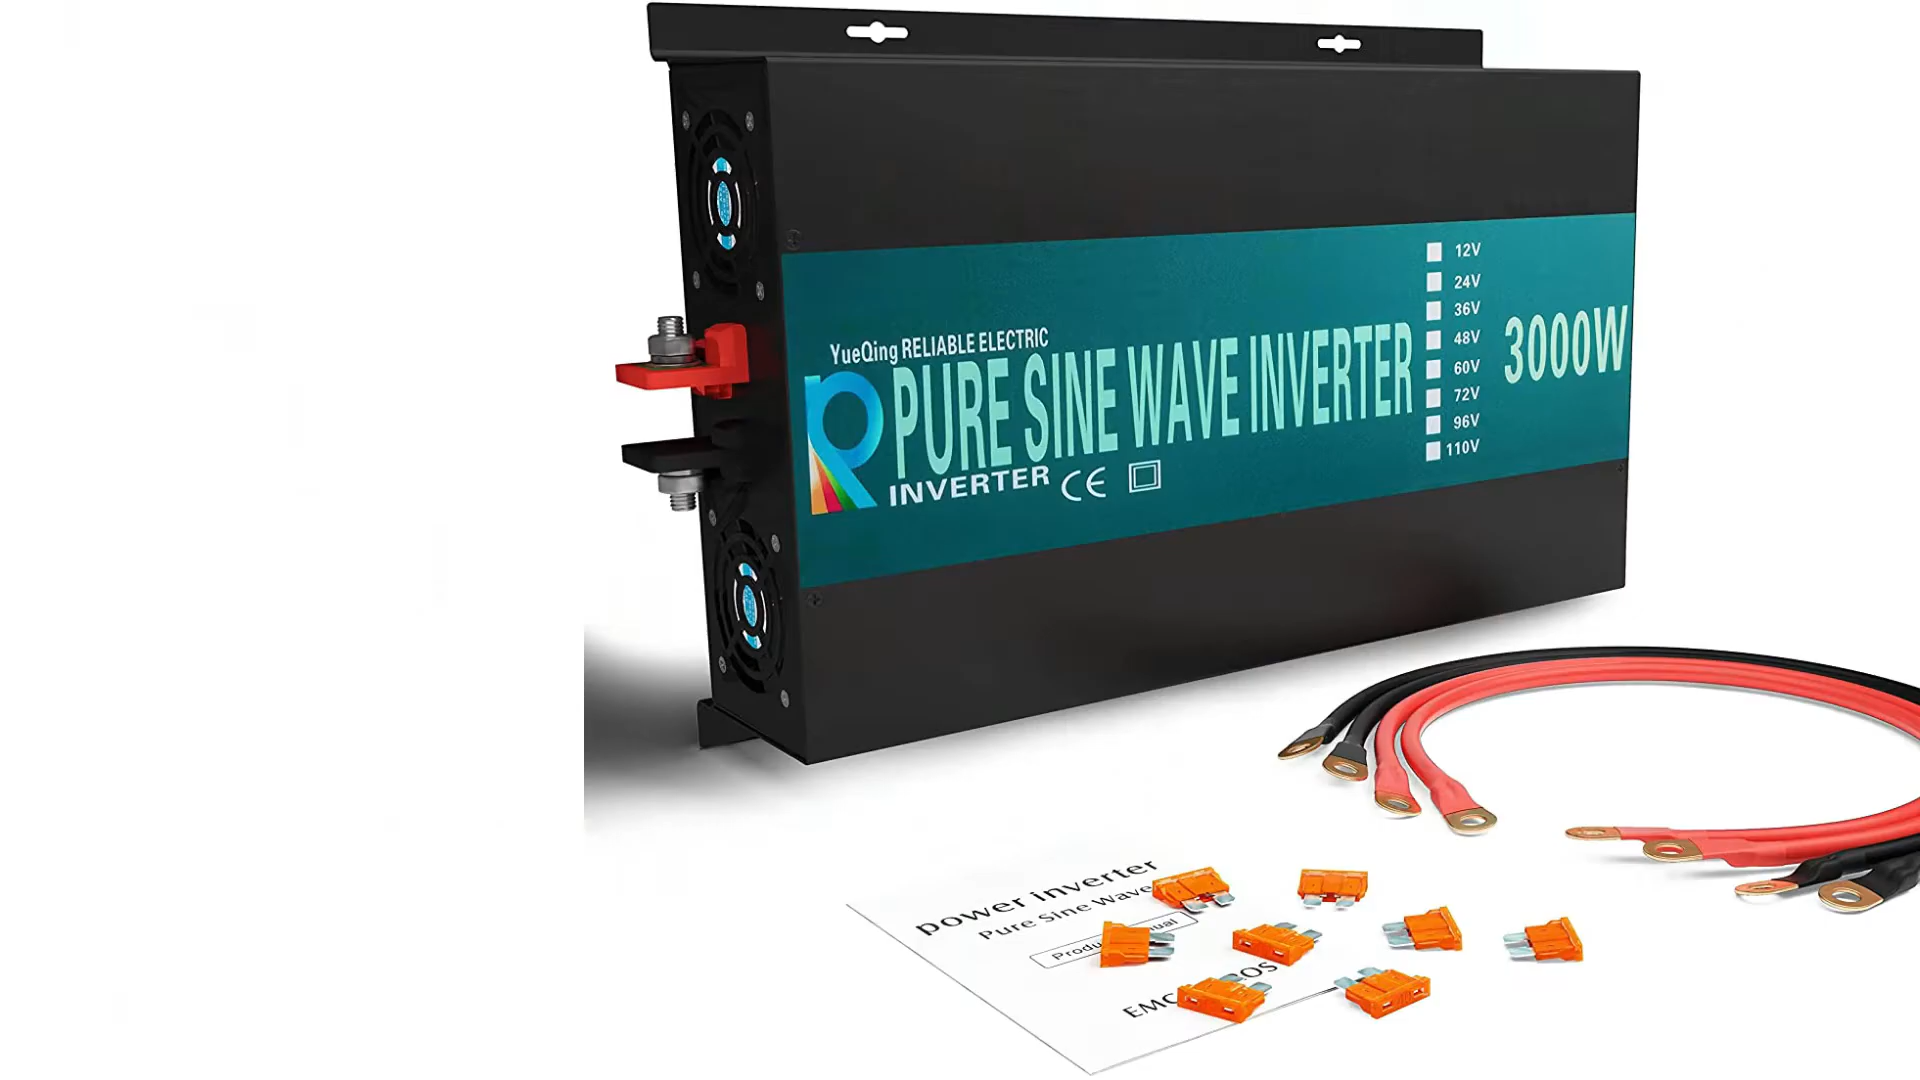 YueQing RELIABLE ELECTRIC
PURE SINE WAVE INVERTER
INVERTER CE
12V
24V
36V
48V
60V
72V
96V
110V
3000W
power inverter
Pure Sine Wave
EMC